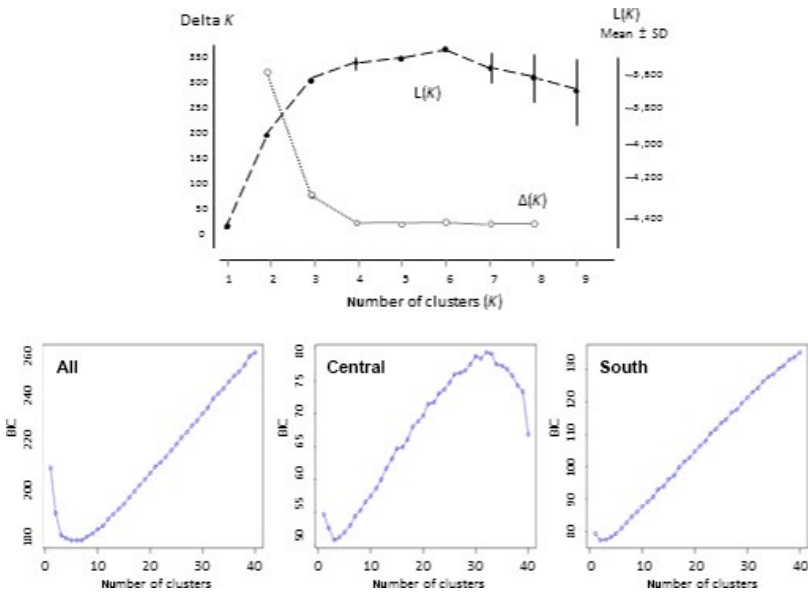 Delta K
L(K)
Mean ± SD
350
300
250
200
150
100
50
0
–3,600
–3,800
–4,000
–4,200
–4,400
L(K)
Δ(K)
1 2 3 4 5 6 7 8 9
Number of clusters (K)
All
BIC
180 200 220 240 260
0 10 20 30 40
Number of clusters
Central
BIC
50 55 60 65 70 75 80
0 10 20 30 40
Number of clusters
South
BIC
80 90 100 110 120 130
0 10 20 30 40
Number of clusters